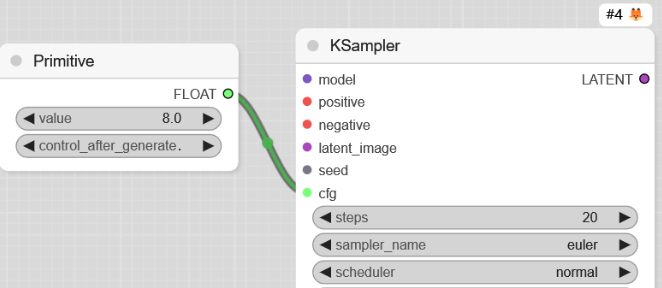 #4
Primitive
KSampler
FLOAT
model
LATENT
value 8.0
positive
control_after_generate.
negative
latent_image
seed
cfg
steps 20
sampler_name euler
scheduler normal